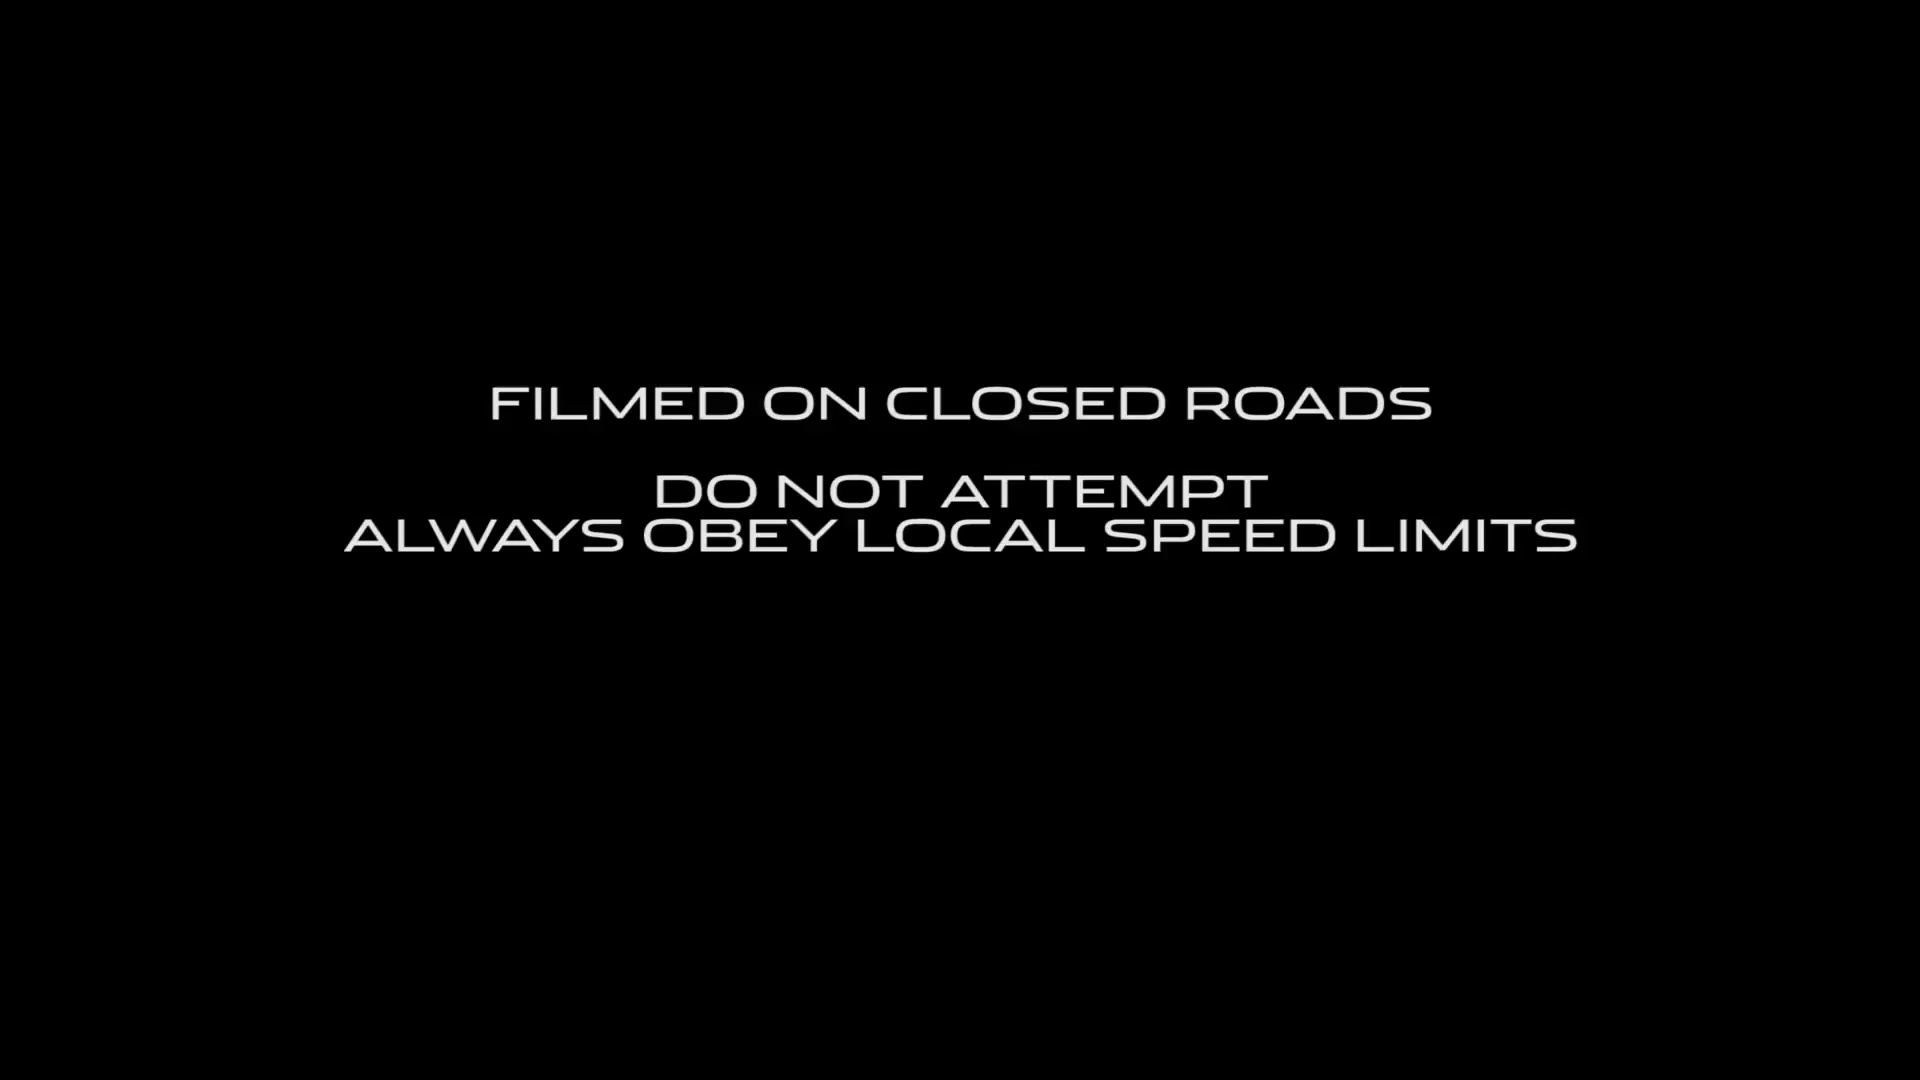 FILMED ON CLOSED ROADS
DO NOT ATTEMPT
ALWAYS OBEY LOCAL SPEED LIMITS